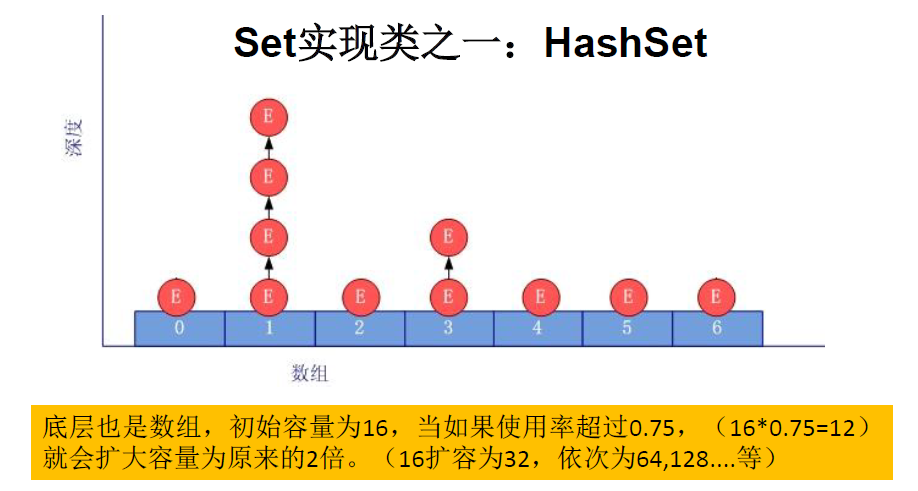 Set实现类之一：HashSet
深度
E
E
E
E
E
E
E
E
E
E
E
0 1 2 3 4 5 6
数组
底层也是数组，初始容量为16，当如果使用率超过0.75，（16*0.75=12）
就会扩大容量为原来的2倍。（16扩容为32，依次为64,128....等）